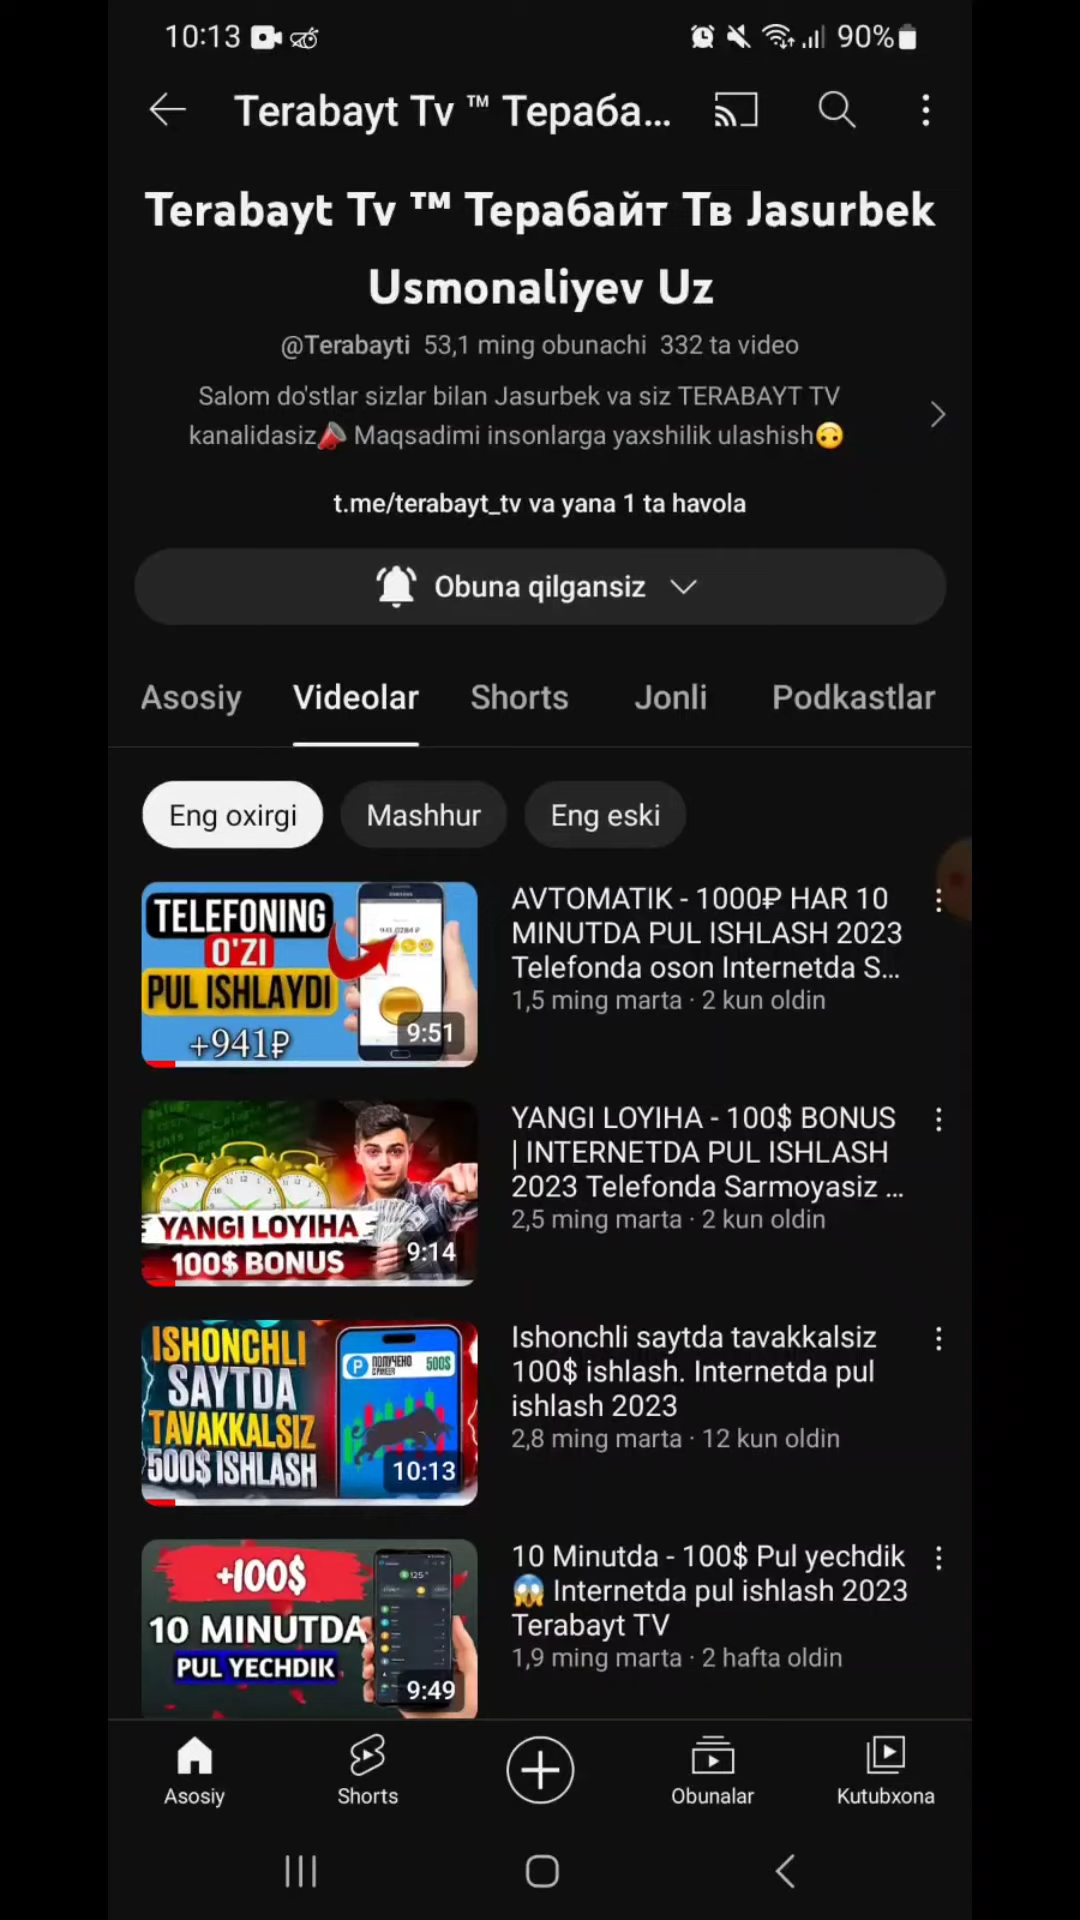 10:13 90%
Terabayt Tv ™ Тераба...
Terabayt Tv ™ Терабайт Тв Jasurbek
Usmonaliyev Uz
@Terabayti 53,1 ming obunachi 332 ta video
Salom do'stlar sizlar bilan Jasurbek va siz TERABAYT TV
kanalidasiz📣 Maqsadimi insonlarga yaxshilik ulashish🙃
t.me/terabayt_tv va yana 1 ta havola
Obuna qilgansiz
Asosiy Videolar Shorts Jonli Podkastlar
Eng oxirgi Mashhur Eng eski
TELEFONING
O'ZI
PUL ISHLAYDI
+941₽
9:51
AVTOMATIK - 1000₽ HAR 10
MINUTDA PUL ISHLASH 2023
Telefonda oson Internetda S...
1,5 ming marta · 2 kun oldin
YANGI LOYIHA
100$ BONUS
9:14
YANGI LOYIHA - 100$ BONUS
| INTERNETDA PUL ISHLASH
2023 Telefonda Sarmoyasiz ...
2,5 ming marta · 2 kun oldin
ISHONCHLI
SAYTDA
TAVAKKALSIZ
500$ ISHLASH
ПОЛУЧЕНО
500$
10:13
Ishonchli saytda tavakkalsiz
100$ ishlash. Internetda pul
ishlash 2023
2,8 ming marta · 12 kun oldin
+100$
10 MINUTDA
PUL YECHDIK
9:49
10 Minutda - 100$ Pul yechdik
😱 Internetda pul ishlash 2023
Terabayt TV
1,9 ming marta · 2 hafta oldin
Asosiy Shorts Obunalar Kutubxona